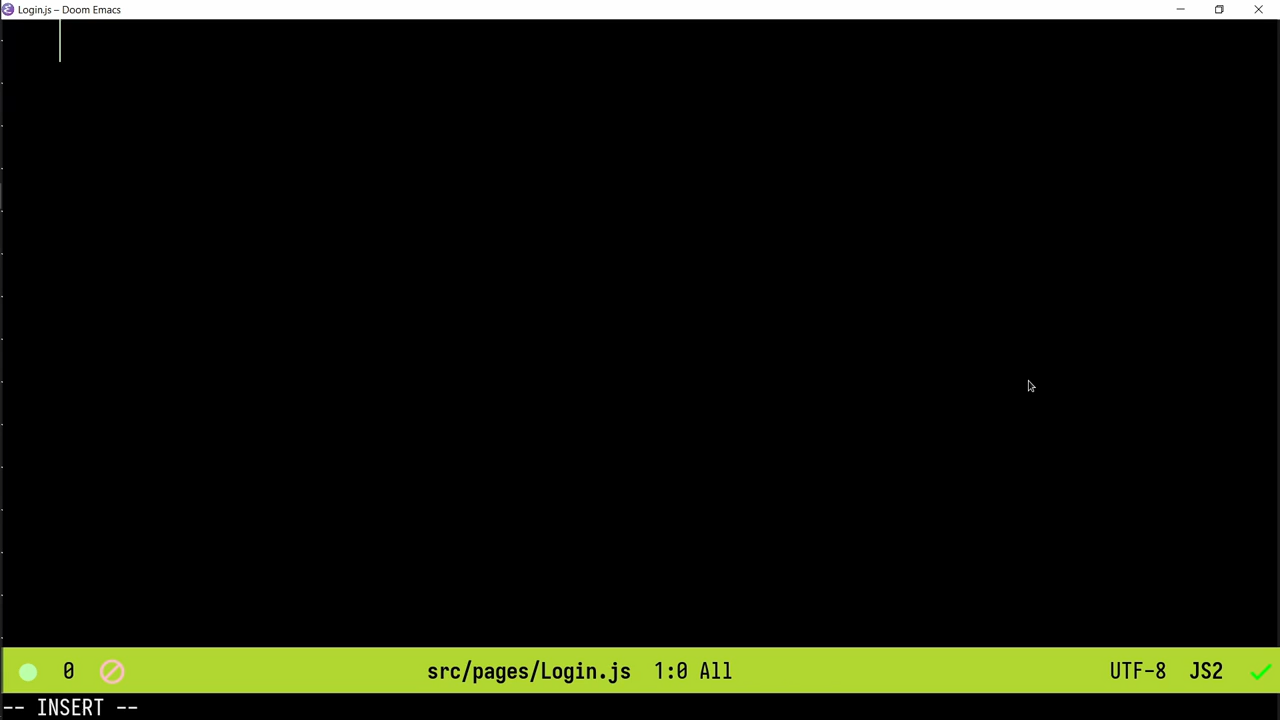 Login.js – Doom Emacs
0 src/pages/Login.js 1:0 All UTF-8 JS2
-- INSERT --